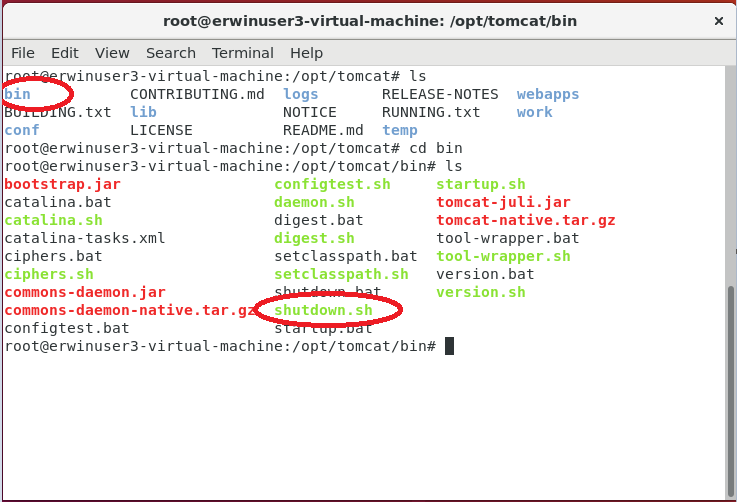 root@erwinuser3-virtual-machine: /opt/tomcat/bin ×
File Edit View Search Terminal Help
root@erwinuser3-virtual-machine:/opt/tomcat# ls
bin CONTRIBUTING.md logs RELEASE-NOTES webapps
BUILDING.txt lib NOTICE RUNNING.txt work
conf LICENSE README.md temp
root@erwinuser3-virtual-machine:/opt/tomcat# cd bin
root@erwinuser3-virtual-machine:/opt/tomcat/bin# ls
bootstrap.jar configtest.sh startup.sh
catalina.bat daemon.sh tomcat-juli.jar
catalina.sh digest.bat tomcat-native.tar.gz
catalina-tasks.xml digest.sh tool-wrapper.bat
ciphers.bat setclasspath.bat tool-wrapper.sh
ciphers.sh setclasspath.sh version.bat
commons-daemon.jar shutdown.bat version.sh
commons-daemon-native.tar.gz shutdown.sh
configtest.bat startup.bat
root@erwinuser3-virtual-machine:/opt/tomcat/bin#